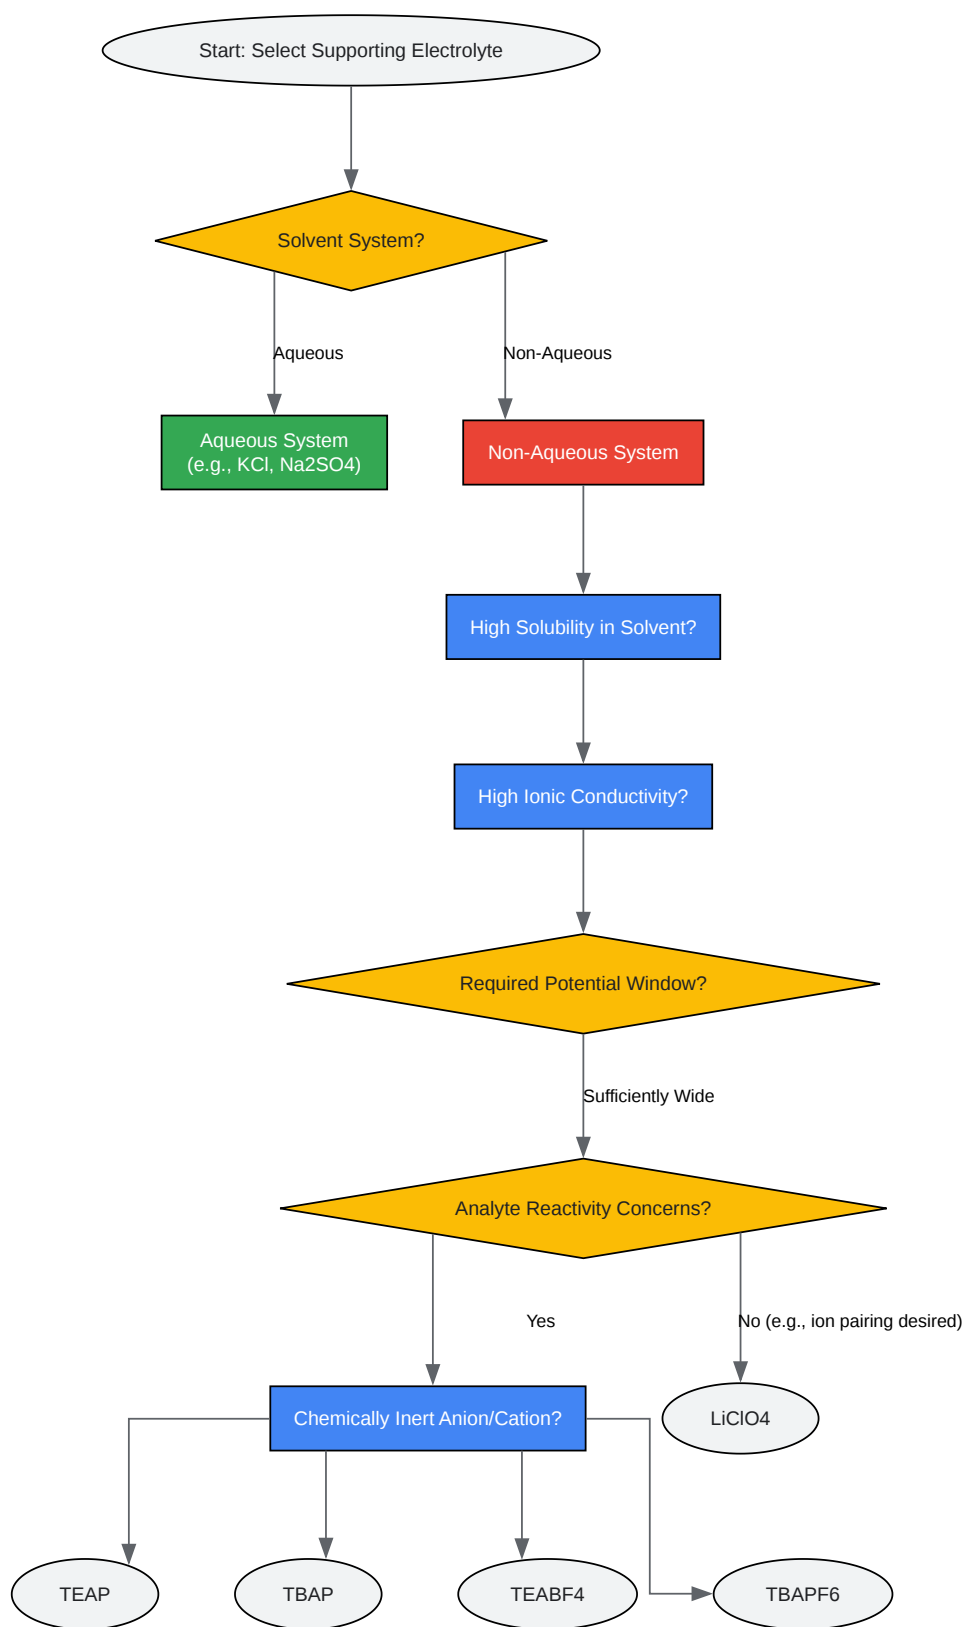 Start: Select Supporting Electrolyte
Solvent System?
Aqueous
Non-Aqueous
Aqueous System
(e.g., KCl, Na2SO4)
Non-Aqueous System
High Solubility in Solvent?
High Ionic Conductivity?
Required Potential Window?
Sufficiently Wide
Analyte Reactivity Concerns?
Yes
No (e.g., ion pairing desired)
Chemically Inert Anion/Cation?
LiClO4
TEAP
TBAP
TEABF4
TBAPF6